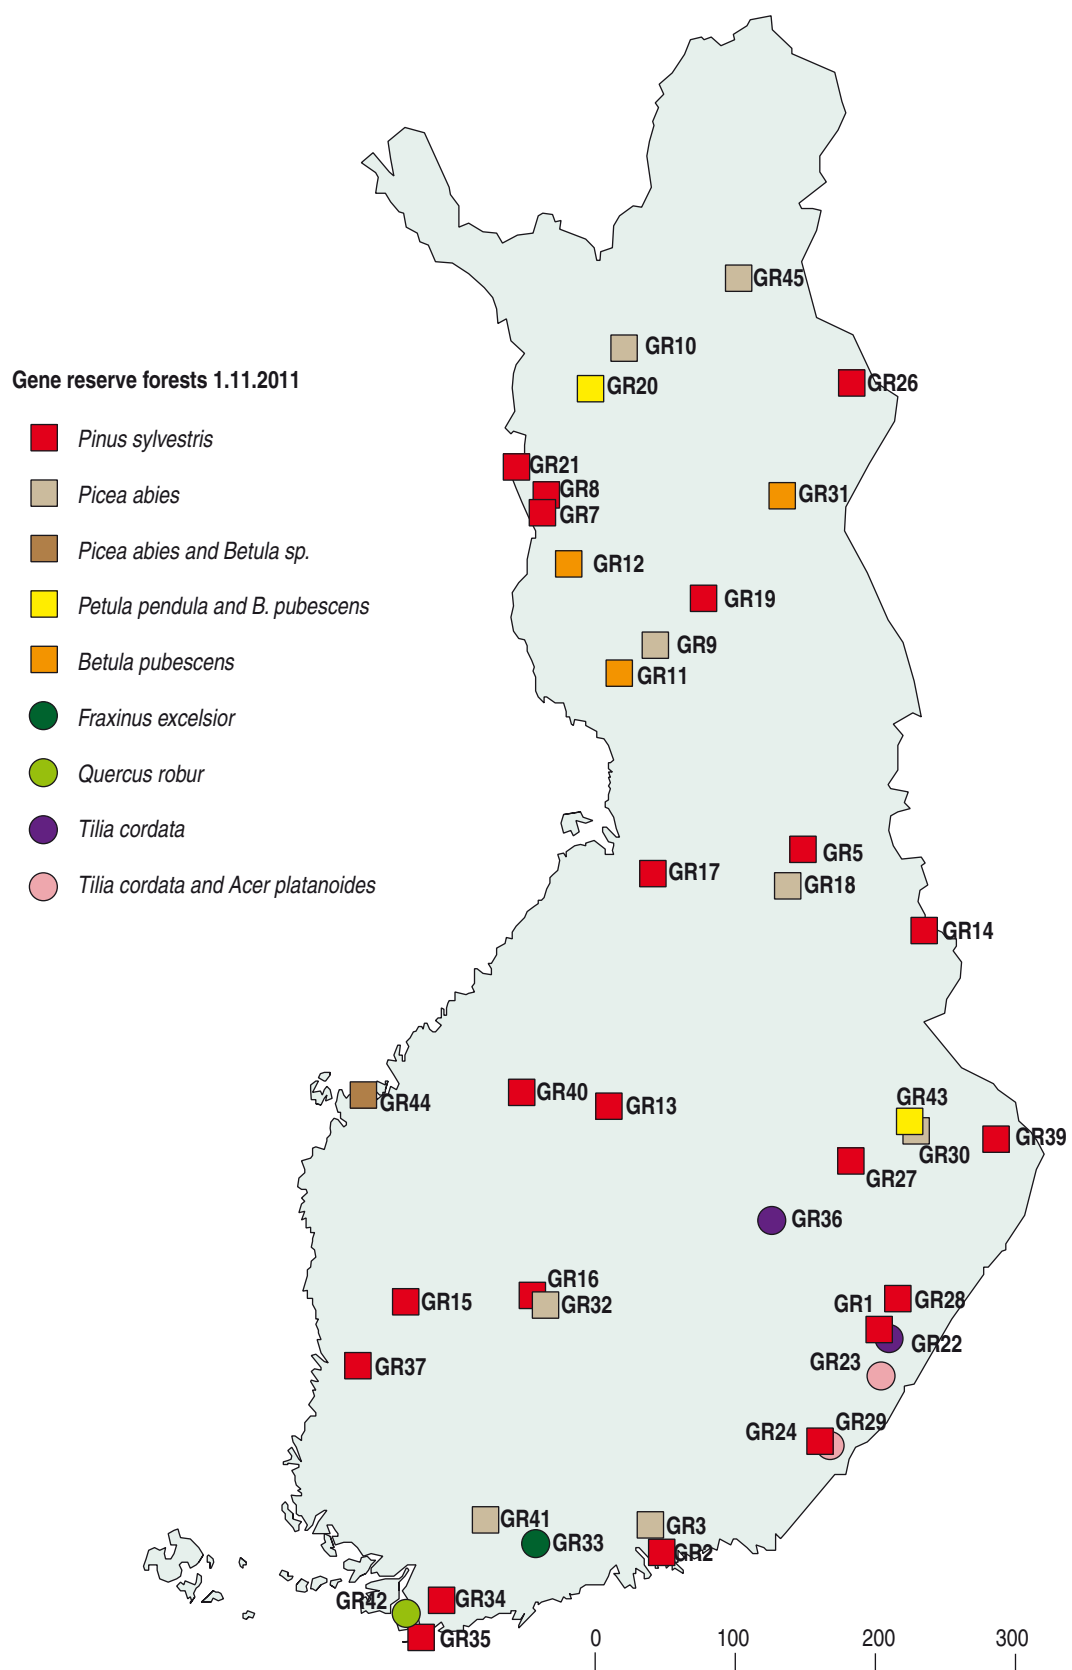 GR45
GR10
Gene reserve forests 1.11.2011
GR20
GR26
Pinus sylvestris
GR21
GR8
Picea abies
GR31
GR7
Picea abies and Betula sp.
GR12
Petula pendula and B. pubescens
GR19
GR9
Betula pubescens
GR11
Fraxinus excelsior
Quercus robur
Tilia cordata
GR5
GR17
Tilia cordata and Acer platanoides
GR18
GR14
GR40
GR43
GR44
GR13
GR39
GR30
GR27
GR36
GR16
GR15
GR32
GR1
GR28
GR22
GR23
GR37
GR29
GR24
GR41
GR3
GR33
GR2
GR42
GR34
GR35
0 100 200 300